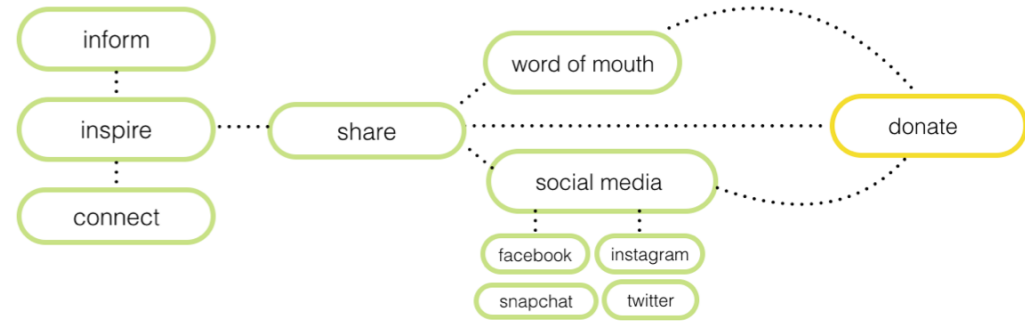 inform
inspire
connect
share
word of mouth
social media
facebook
instagram
snapchat
twitter
donate